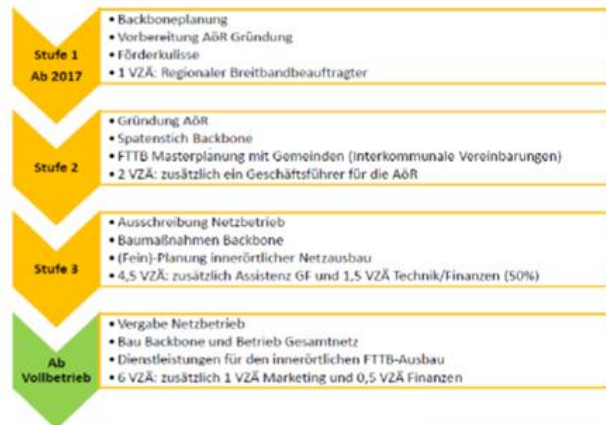 Stufe 1
Ab 2017
• Backboneplanung
• Vorbereitung AöR Gründung
• Förderkulisse
• 1 VZÄ: Regionaler Breitbandbeauftragter
Stufe 2
• Gründung AöR
• Spatenstich Backbone
• FTTB Masterplanung mit Gemeinden (Interkommunale Vereinbarungen)
• 2 VZÄ: zusätzlich ein Geschäftsführer für die AöR
Stufe 3
• Ausschreibung Netzbetrieb
• Baumaßnahmen Backbone
• (Fein)-Planung innerörtlicher Netzausbau
• 4,5 VZÄ: zusätzlich Assistenz GF und 1,5 VZÄ Technik/Finanzen (50%)
Ab
Vollbetrieb
• Vergabe Netzbetrieb
• Bau Backbone und Betrieb Gesamtnetz
• Dienstleistungen für den innerörtlichen FTTB-Ausbau
• 6 VZÄ: zusätzlich 1 VZÄ Marketing und 0,5 VZÄ Finanzen